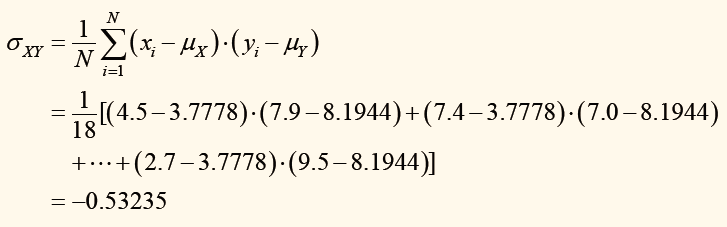 σ_XY = 1/N ∑_{i=1}^{N} (x_i − μ_X)·(y_i − μ_Y)
= 1/18 [(4.5−3.7778)·(7.9−8.1944)+(7.4−3.7778)·(7.0−8.1944)
+⋯+(2.7−3.7778)·(9.5−8.1944)]
= −0.53235